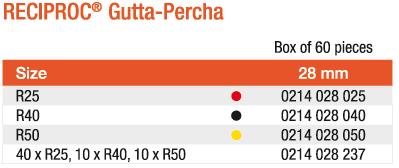 RECIPROC® Gutta-Percha
Box of 60 pieces
Size 28 mm
R25 0214 028 025
R40 0214 028 040
R50 0214 028 050
40 x R25, 10 x R40, 10 x R50 0214 028 237